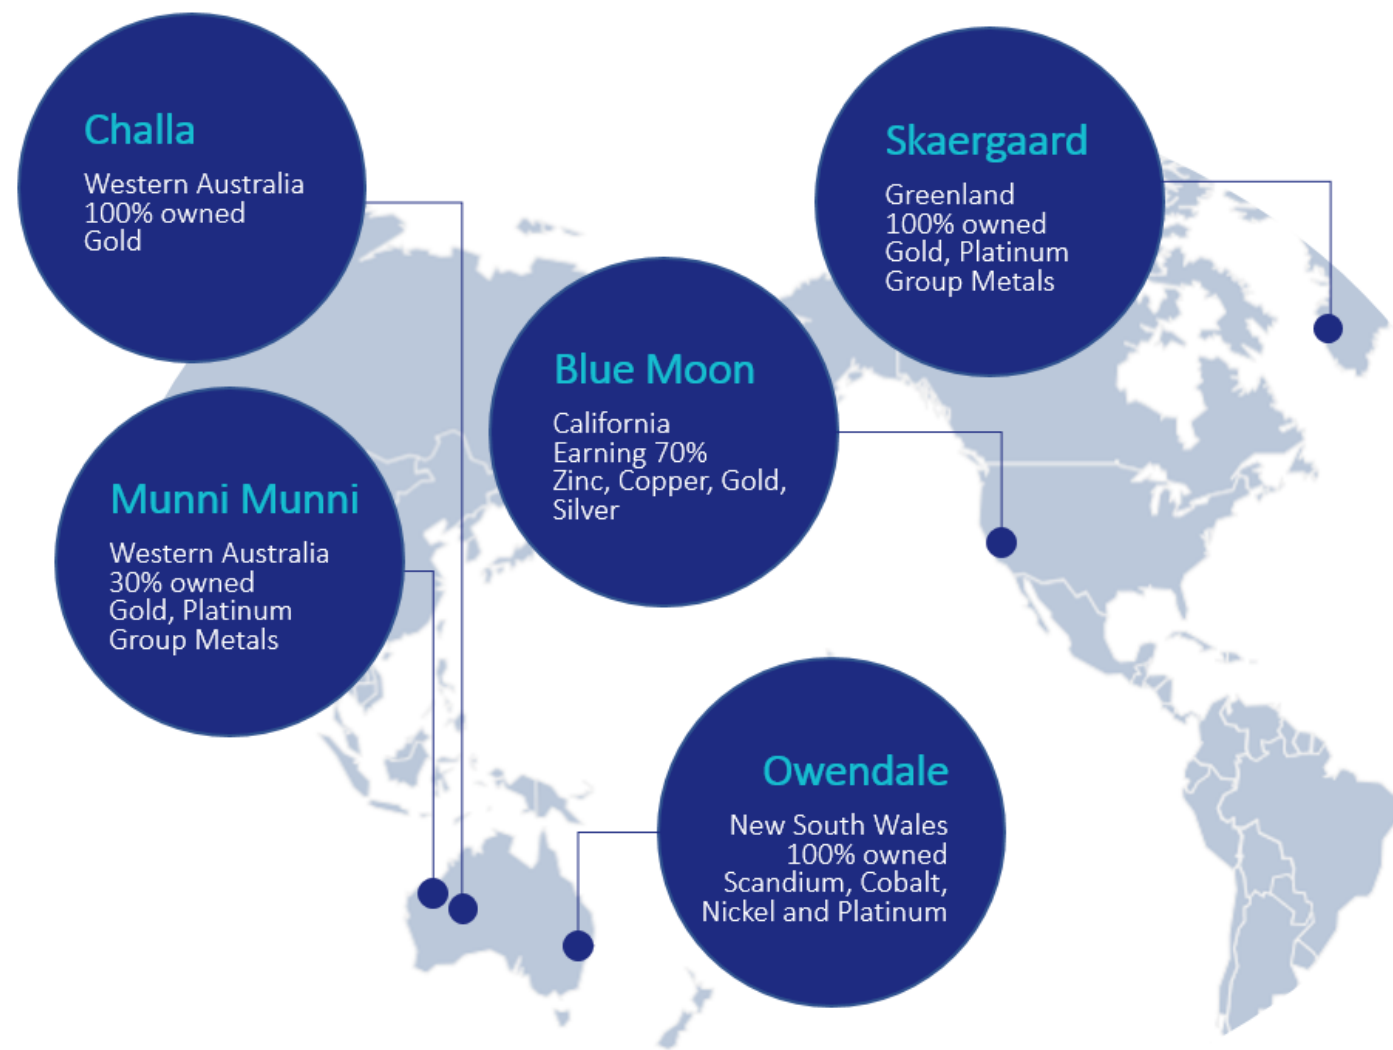 Challa
Western Australia
100% owned
Gold
Skaergaard
Greenland
100% owned
Gold, Platinum
Group Metals
Blue Moon
California
Earning 70%
Zinc, Copper, Gold,
Silver
Munni Munni
Western Australia
30% owned
Gold, Platinum
Group Metals
Owendale
New South Wales
100% owned
Scandium, Cobalt,
Nickel and Platinum